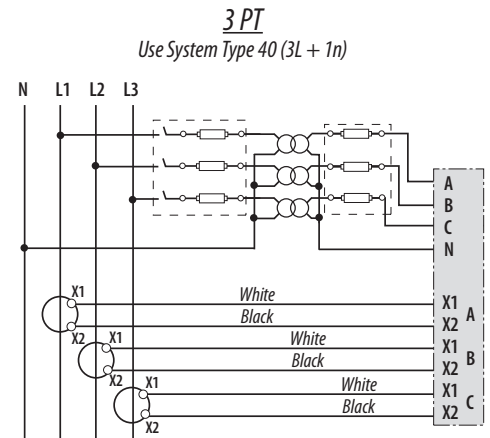 3 PT
Use System Type 40 (3L + 1n)
N L1 L2 L3
A
B
C
N
X1 White X1
Black A
X2 X2
X1 White X1
Black B
X2 X2
X1 White X1
Black C
X2 X2